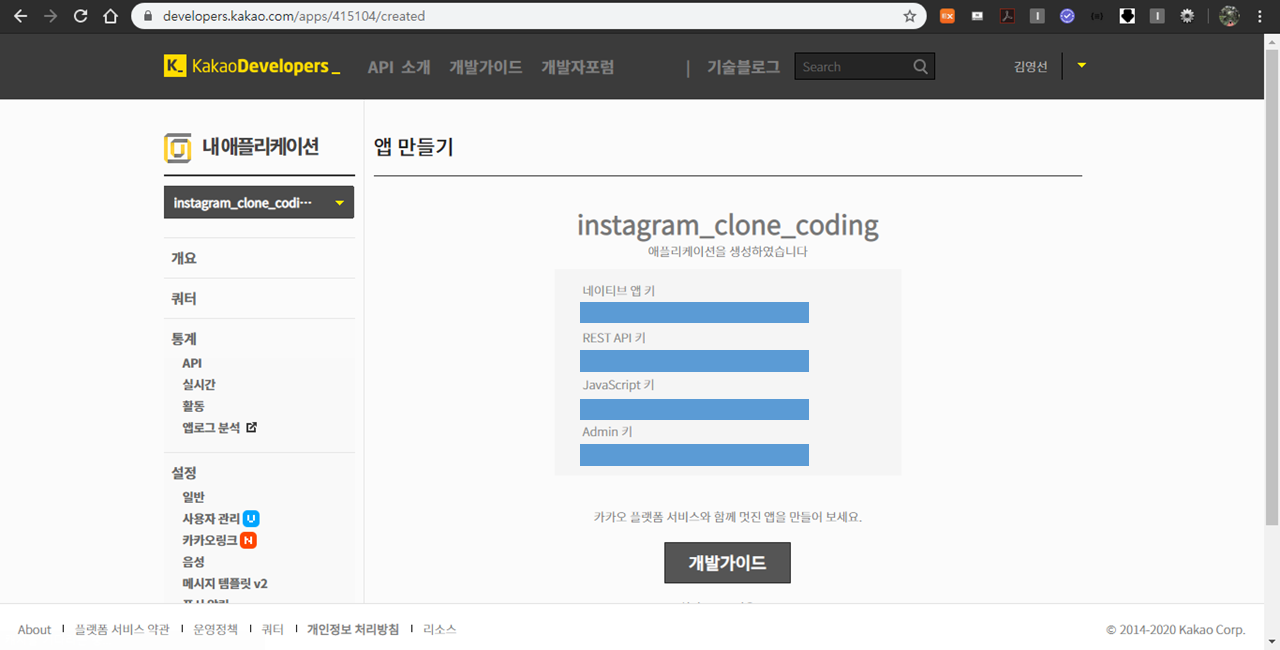 developers.kakao.com/apps/415104/created
K_ KakaoDevelopers_
API 소개 개발가이드 개발자포럼 | 기술블로그 Search 김영선
내 애플리케이션
instagram_clone_codi···
개요
쿼터
통계
API
실시간
활동
앱로그 분석
설정
일반
사용자 관리 U
카카오링크 N
음성
메시지 템플릿 v2
앱 만들기
instagram_clone_coding
애플리케이션을 생성하였습니다
네이티브 앱 키
REST API 키
JavaScript 키
Admin 키
카카오 플랫폼 서비스와 함께 멋진 앱을 만들어 보세요.
개발가이드
About | 플랫폼 서비스 약관 | 운영정책 | 쿼터 | 개인정보 처리방침 | 리소스
© 2014-2020 Kakao Corp.